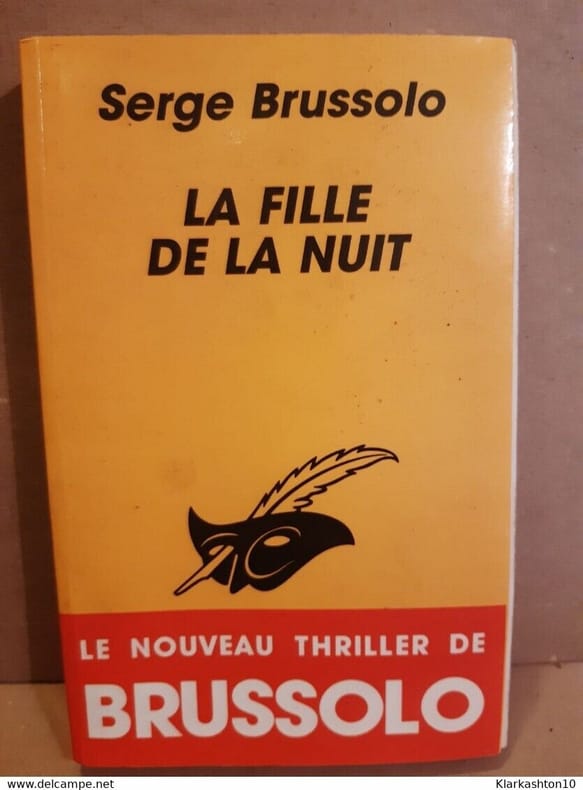 Serge Brussolo
LA FILLE
DE LA NUIT
LE NOUVEAU THRILLER DE
BRUSSOLO
www.delcampe.net
Klarkashton10